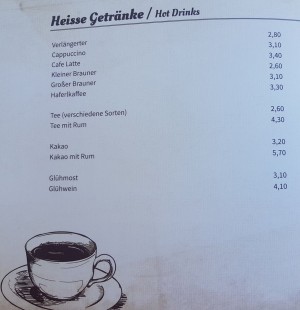 Heisse Getränke / Hot Drinks
Verlängerter 2,80
Cappuccino 3,10
Cafe Latte 3,40
Kleiner Brauner 2,60
Großer Brauner 3,10
Haferlkaffee 3,30
Tee (verschiedene Sorten) 2,60
Tee mit Rum 4,30
Kakao 3,20
Kakao mit Rum 5,70
Glühmost 3,10
Glühwein 4,10